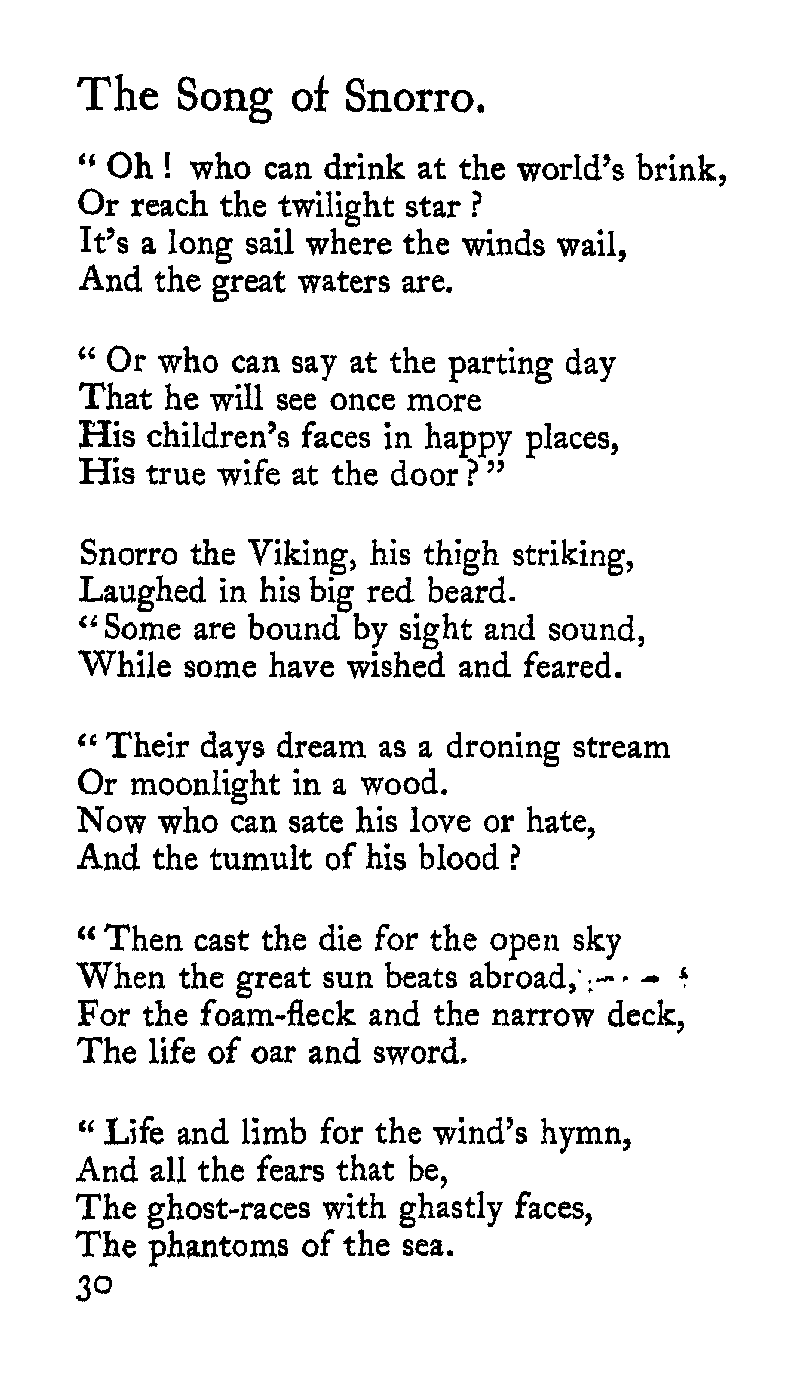 The Song of Snorro.
“ Oh ! who can drink at the world’s brink,
Or reach the twilight star ?
It’s a long sail where the winds wail,
And the great waters are.
“ Or who can say at the parting day
That he will see once more
His children’s faces in happy places,
His true wife at the door ? ”
Snorro the Viking, his thigh striking,
Laughed in his big red beard.
“ Some are bound by sight and sound,
While some have wished and feared.
“ Their days dream as a droning stream
Or moonlight in a wood.
Now who can sate his love or hate,
And the tumult of his blood ?
“ Then cast the die for the open sky
When the great sun beats abroad,
For the foam-fleck and the narrow deck,
The life of oar and sword.
“ Life and limb for the wind’s hymn,
And all the fears that be,
The ghost-races with ghastly faces,
The phantoms of the sea.
30